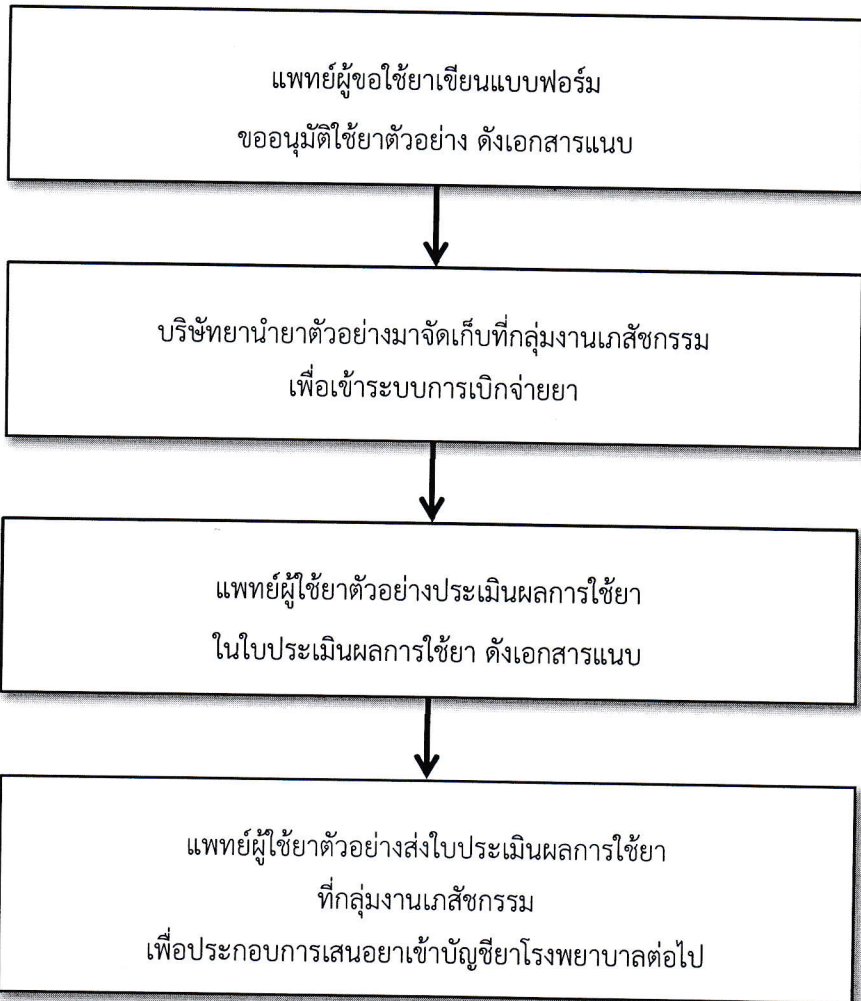 แพทย์ผู้ขอใช้ยาเขียนแบบฟอร์ม
ขออนุมัติใช้ยาตัวอย่าง ดังเอกสารแนบ
บริษัทยานำยาตัวอย่างมาจัดเก็บที่กลุ่มงานเภสัชกรรม
เพื่อเข้าระบบการเบิกจ่ายยา
แพทย์ผู้ใช้ยาตัวอย่างประเมินผลการใช้ยา
ในใบประเมินผลการใช้ยา ดังเอกสารแนบ
แพทย์ผู้ใช้ยาตัวอย่างส่งใบประเมินผลการใช้ยา
ที่กลุ่มงานเภสัชกรรม
เพื่อประกอบการเสนอยาเข้าบัญชียาโรงพยาบาลต่อไป